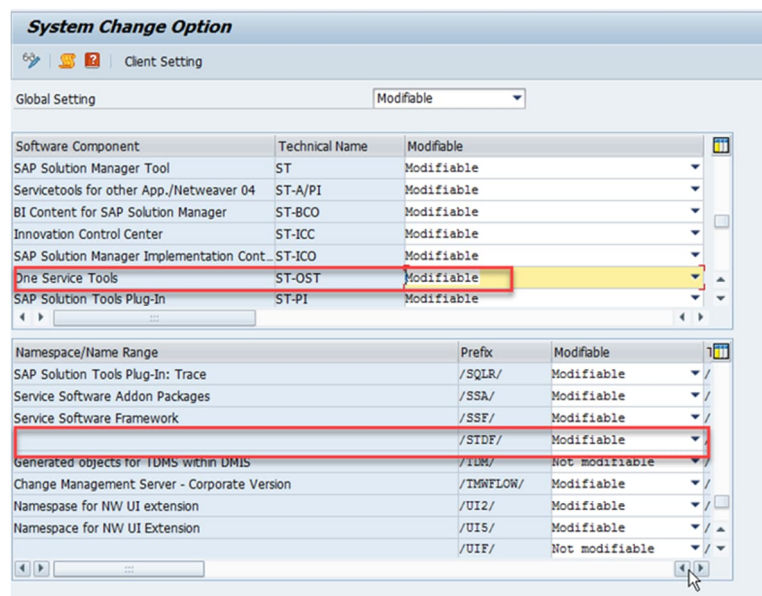 System Change Option
Client Setting
Global Setting Modifiable
Software Component Technical Name Modifiable
SAP Solution Manager Tool ST Modifiable
Servicetools for other App./Netweaver 04 ST-A/PI Modifiable
BI Content for SAP Solution Manager ST-BCO Modifiable
Innovation Control Center ST-ICC Modifiable
SAP Solution Manager Implementation Cont... ST-ICO Modifiable
One Service Tools ST-OST Modifiable
SAP Solution Tools Plug-In ST-PI Modifiable
Namespace/Name Range Prefix Modifiable
SAP Solution Tools Plug-In: Trace /SQLR/ Modifiable /
Service Software Addon Packages /SSA/ Modifiable /
Service Software Framework /SSF/ Modifiable /
/STDF/ Modifiable /
Generated objects for TDMS within DMIS /TDM/ Not modifiable /
Change Management Server - Corporate Version /TMWFLOW/ Modifiable /
Namespase for NW UI extension /UI2/ Modifiable /
Namespace for NW UI Extension /UI5/ Modifiable /
/UIF/ Not modifiable /